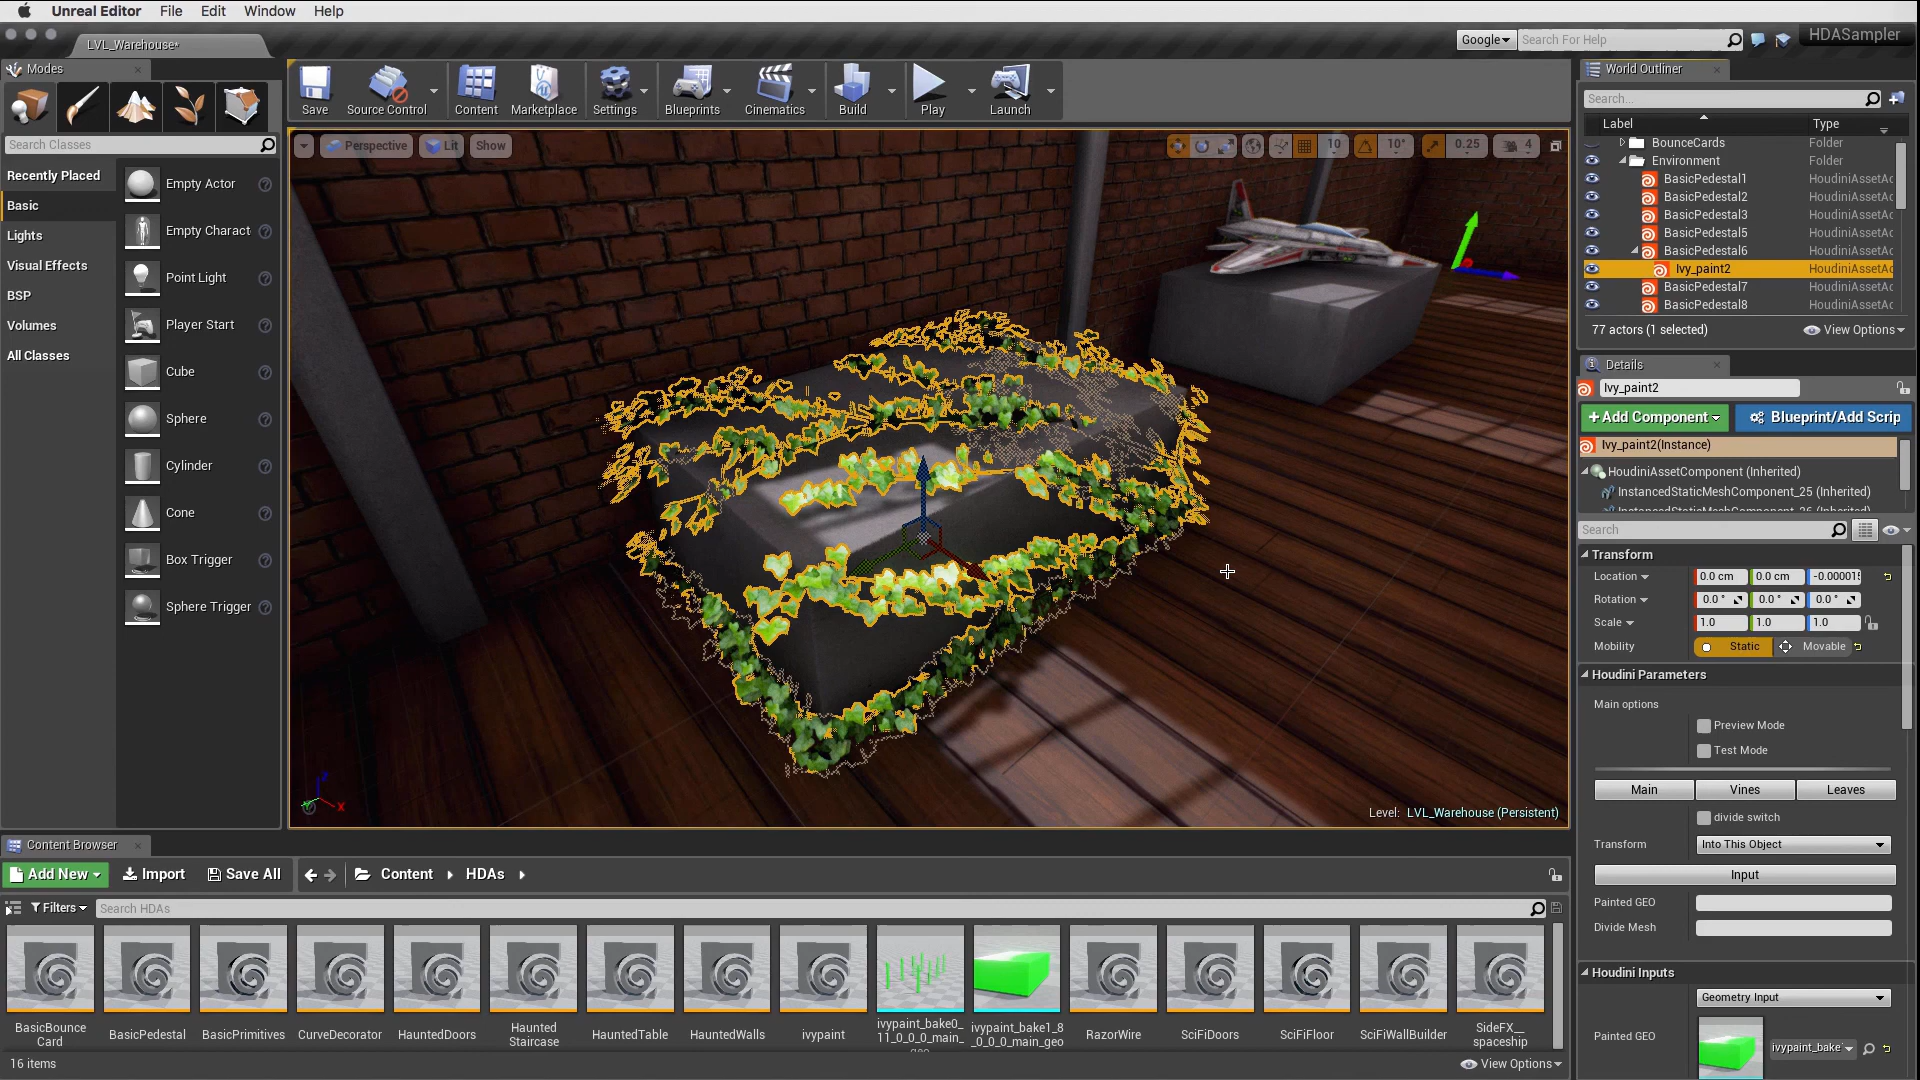 Unreal Editor File Edit Window Help
LVL_Warehouse*
Google
Search For Help
HDASampler
Modes
Search Classes
Recently Placed
Basic
Lights
Visual Effects
BSP
Volumes
All Classes
Empty Actor
Empty Charact
Point Light
Player Start
Cube
Sphere
Cylinder
Cone
Box Trigger
Sphere Trigger
Save
Source Control
Content
Marketplace
Settings
Blueprints
Cinematics
Build
Play
Launch
Perspective
Lit
Show
10
10°
0.25
4
Level: LVL_Warehouse (Persistent)
World Outliner
Search...
Label Type
BounceCards Folder
Environment Folder
BasicPedestal1 HoudiniAssetAc
BasicPedestal2 HoudiniAssetAc
BasicPedestal3 HoudiniAssetAc
BasicPedestal5 HoudiniAssetAc
BasicPedestal6 HoudiniAssetAc
Ivy_paint2 HoudiniAssetAc
BasicPedestal7 HoudiniAssetAc
BasicPedestal8 HoudiniAssetAc
77 actors (1 selected)
View Options
Details
Ivy_paint2
+Add Component
Blueprint/Add Scrip
Ivy_paint2(Instance)
HoudiniAssetComponent (Inherited)
InstancedStaticMeshComponent_25 (Inherited)
Search
Transform
Location 0.0 cm 0.0 cm -0.000015
Rotation 0.0 ° 0.0 ° 0.0 °
Scale 1.0 1.0 1.0
Mobility Static Movable
Houdini Parameters
Main options
Preview Mode
Test Mode
Main Vines Leaves
divide switch
Transform Into This Object
Input
Painted GEO
Divide Mesh
Houdini Inputs
Geometry Input
Painted GEO ivypaint_bake
Content Browser
Add New
Import
Save All
Content
HDAs
Filters
Search HDAs
BasicBounce
Card
BasicPedestal
BasicPrimitives
CurveDecorator
HauntedDoors
Haunted
Staircase
HauntedTable
HauntedWalls
ivypaint
ivypaint_bake0_
11_0_0_0_main_
geo
ivypaint_bake1_8
_0_0_0_main_geo
RazorWire
SciFiDoors
SciFiFloor
SciFiWallBuilder
SideFX__
spaceship
16 items
View Options